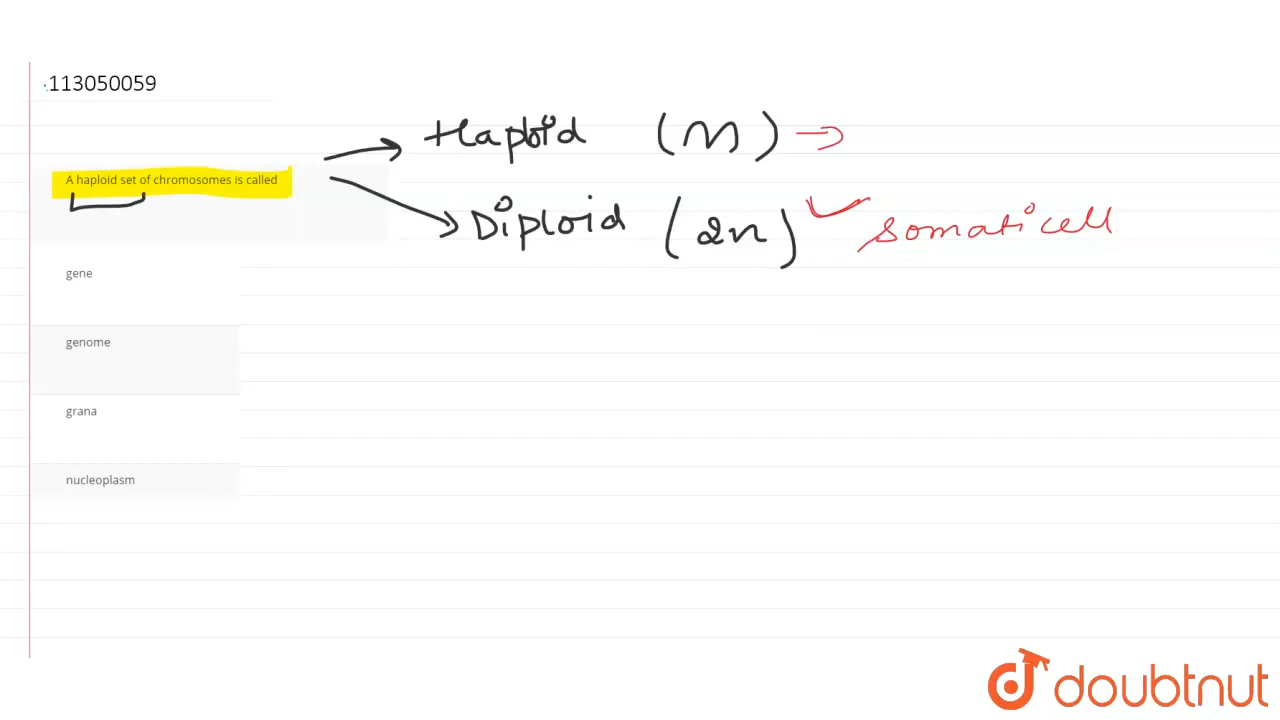 .113050059
Haploid (n) →
A haploid set of chromosomes is called
Diploid (2n) somaticell
gene
genome
grana
nucleoplasm
doubtnut